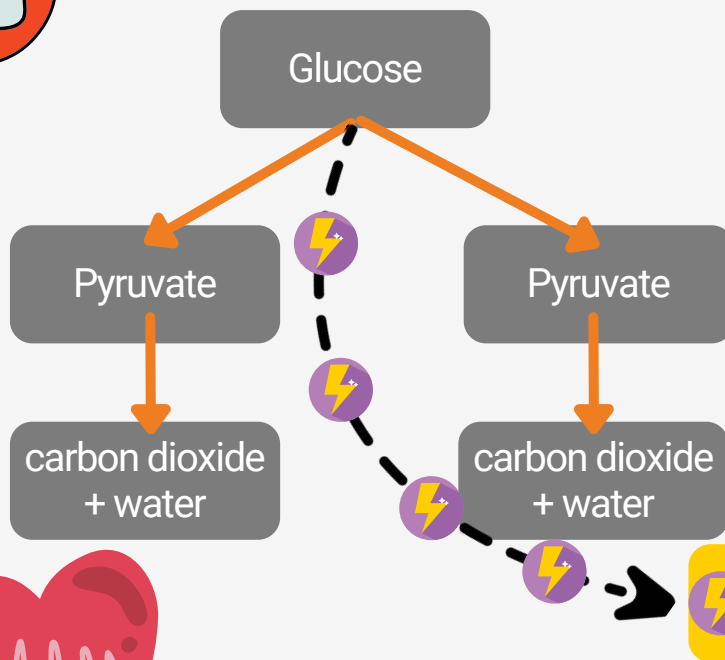 Glucose
Pyruvate
Pyruvate
carbon dioxide
+ water
carbon dioxide
+ water